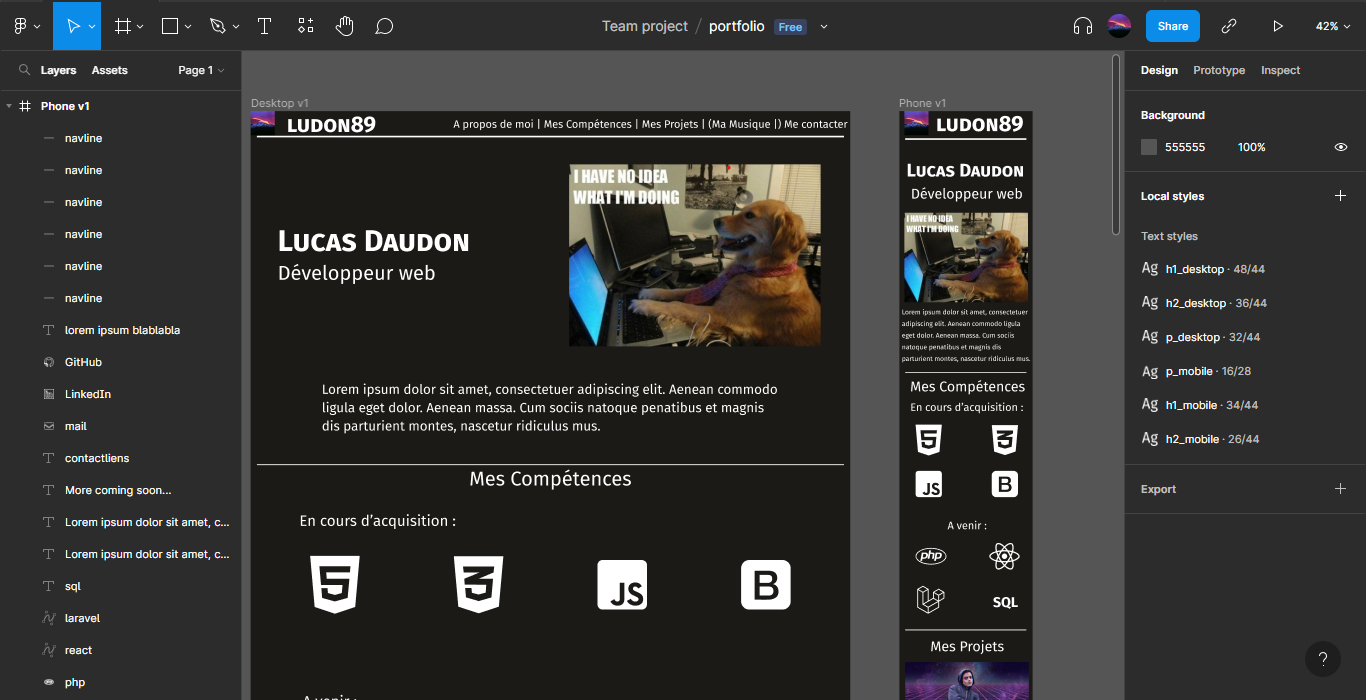 Team project / portfolio Free
Share
42%
Layers Assets Page 1
Phone v1
navline
navline
navline
navline
navline
navline
lorem ipsum blablabla
GitHub
LinkedIn
mail
contactliens
More coming soon...
Lorem ipsum dolor sit amet, c...
Lorem ipsum dolor sit amet, c...
sql
laravel
react
php
Desktop v1
LUDON89
A propos de moi | Mes Compétences | Mes Projets | (Ma Musique |) Me contacter
I HAVE NO IDEA
WHAT I'M DOING
Lucas Daudon
Développeur web
Lorem ipsum dolor sit amet, consectetuer adipiscing elit. Aenean commodo
ligula eget dolor. Aenean massa. Cum sociis natoque penatibus et magnis
dis parturient montes, nascetur ridiculus mus.
Mes Compétences
En cours d'acquisition :
5 3 JS B
A venir :
Phone v1
LUDON89
Lucas Daudon
Développeur web
I HAVE NO IDEA
WHAT I'M DOING
Lorem ipsum dolor sit amet, consectetuer
adipiscing elit. Aenean commodo ligula
eget dolor. Aenean massa. Cum sociis
natoque penatibus et magnis dis
parturient montes, nascetur ridiculus mus.
Mes Compétences
En cours d'acquisition :
5 3
JS B
A venir :
php
SQL
Mes Projets
Design Prototype Inspect
Background
555555 100%
Local styles
Text styles
Ag h1_desktop · 48/44
Ag h2_desktop · 36/44
Ag p_desktop · 32/44
Ag p_mobile · 16/28
Ag h1_mobile · 34/44
Ag h2_mobile · 26/44
Export
?